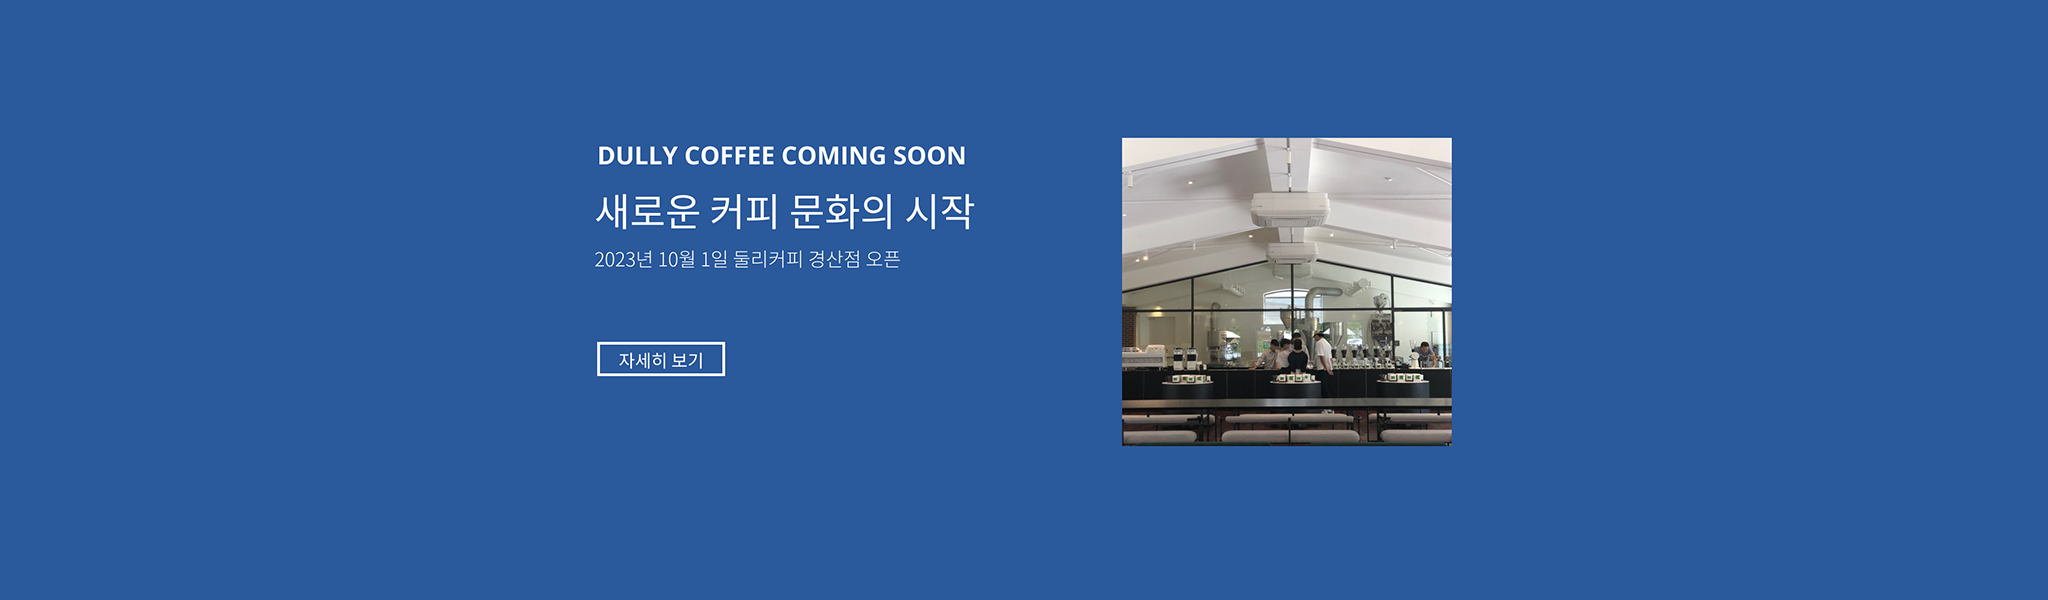 DULLY COFFEE COMING SOON
새로운 커피 문화의 시작
2023년 10월 1일 둘리커피 경산점 오픈
자세히 보기